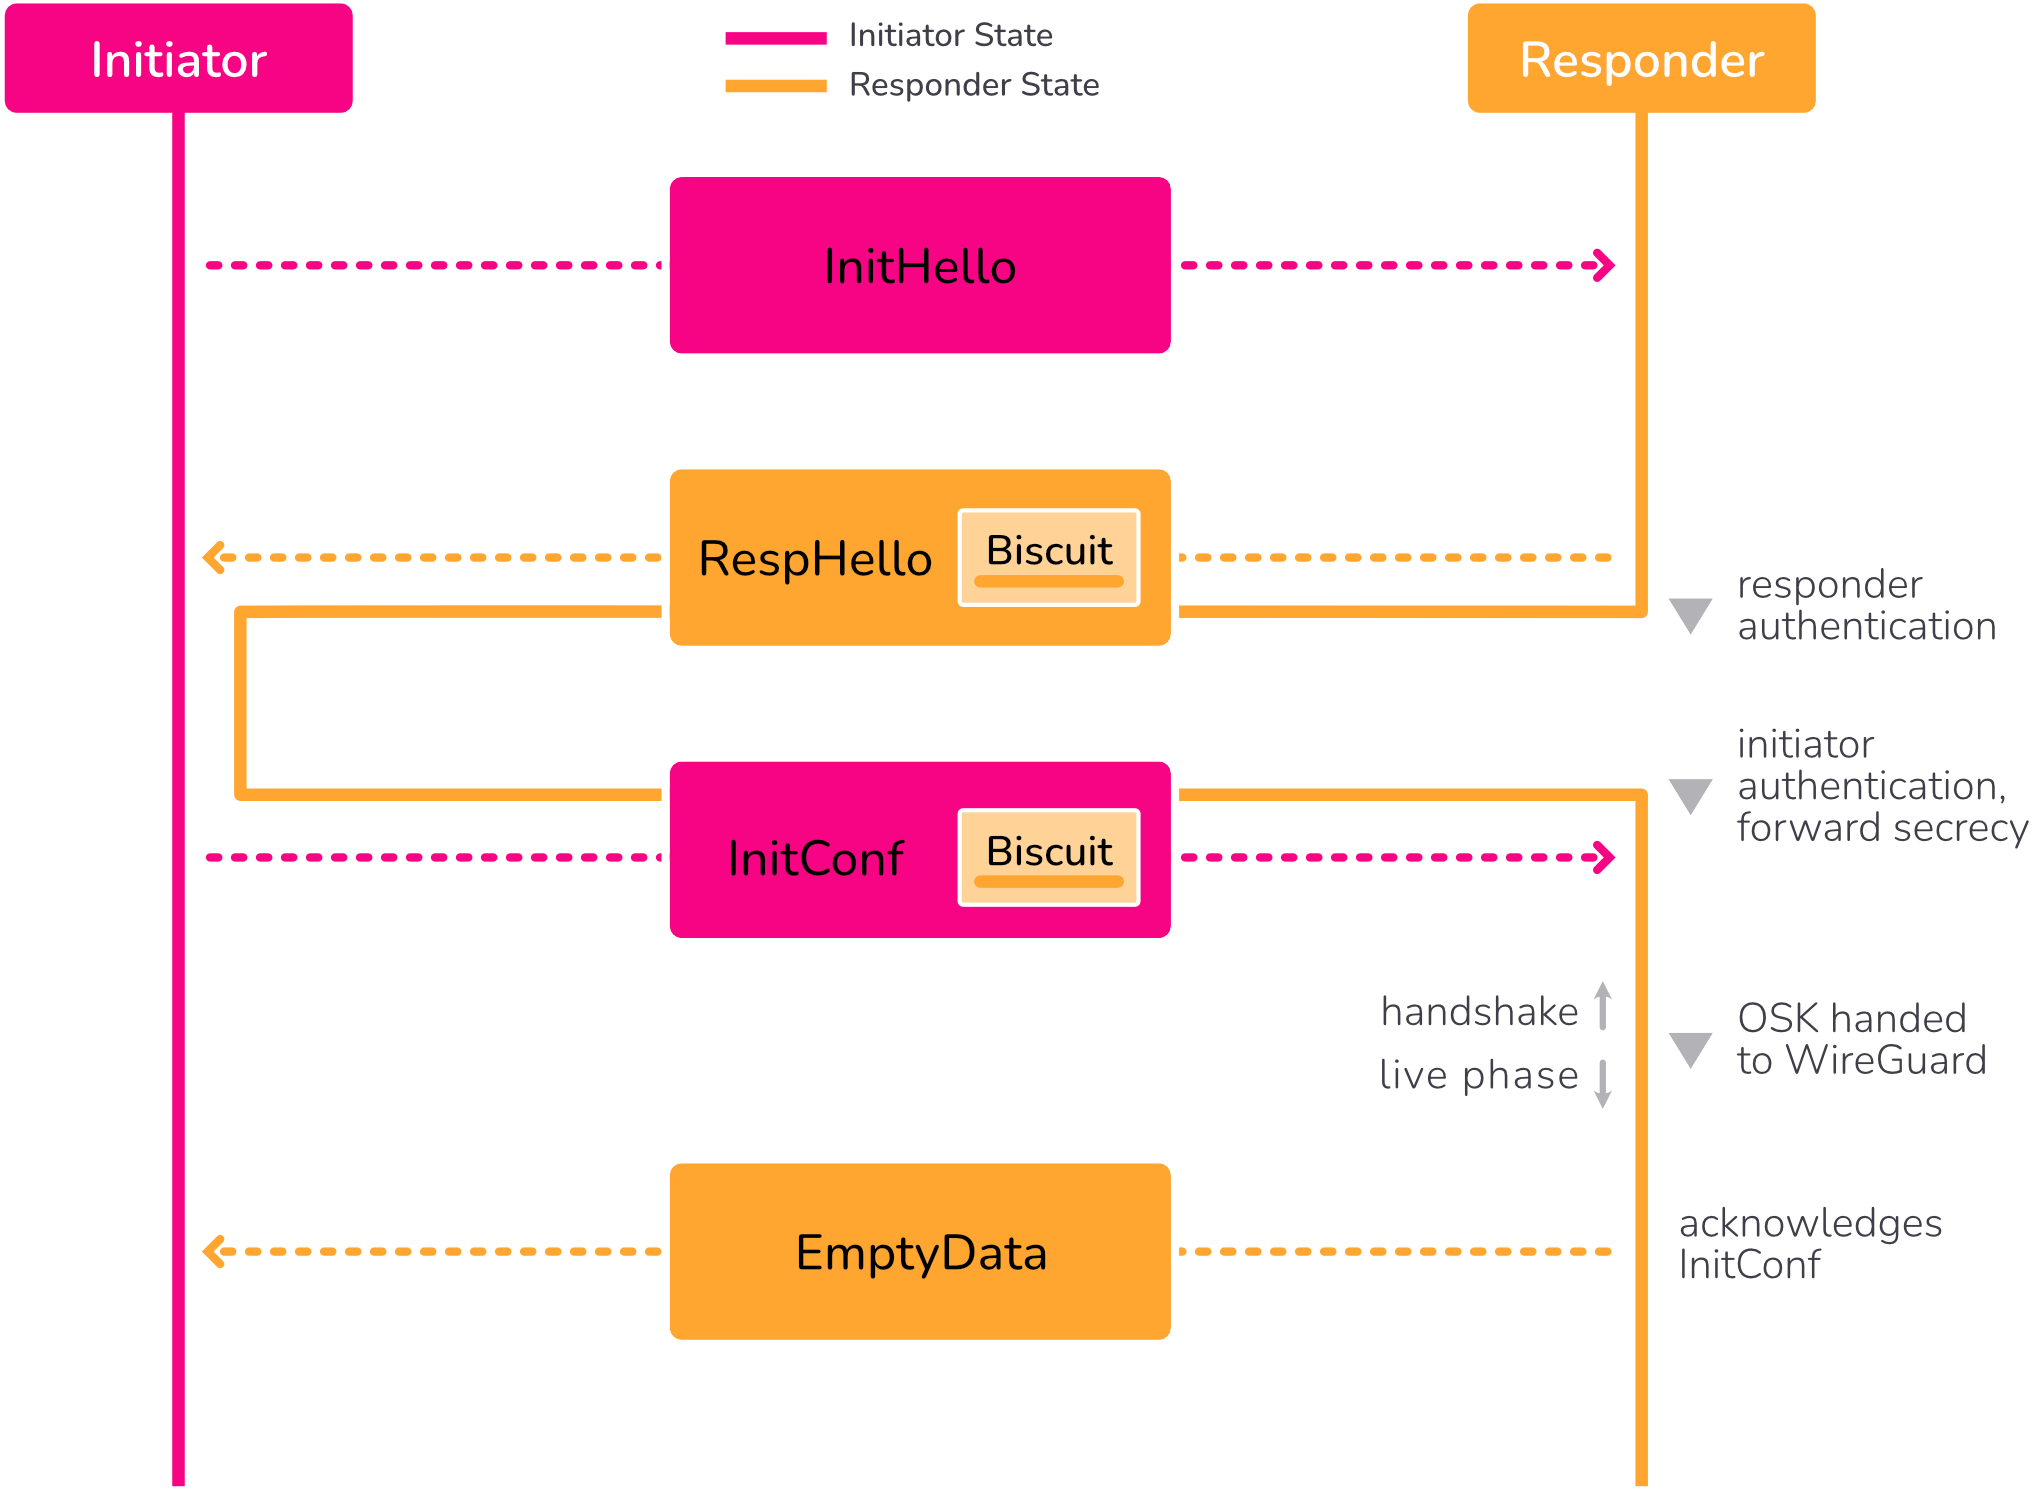 Initiator
Initiator State
Responder State
Responder
InitHello
RespHello
Biscuit
responder
authentication
initiator
authentication,
forward secrecy
InitConf
Biscuit
handshake
live phase
OSK handed
to WireGuard
EmptyData
acknowledges
InitConf